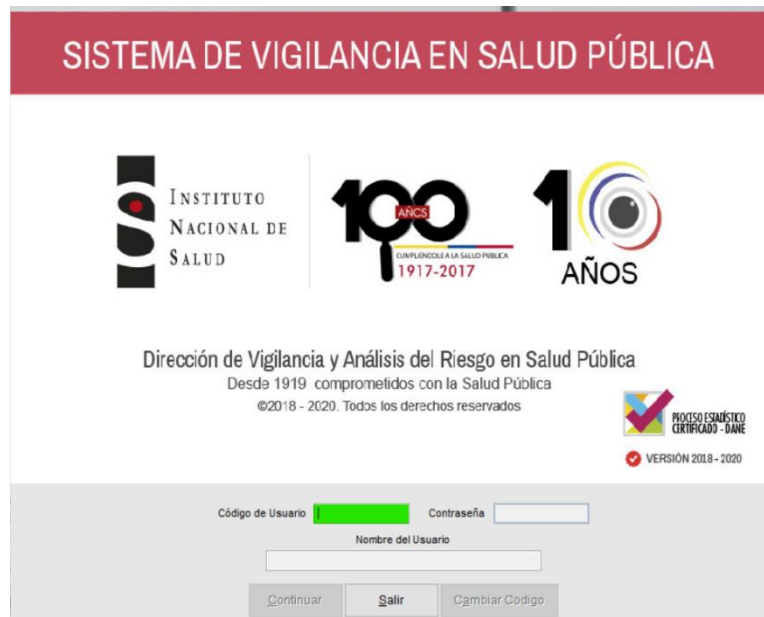 SISTEMA DE VIGILANCIA EN SALUD PÚBLICA
INSTITUTO
NACIONAL DE
SALUD
100
AÑOS
CUMPLIÉNDOLE A LA SALUD PÚBLICA
1917-2017
10
AÑOS
Dirección de Vigilancia y Análisis del Riesgo en Salud Pública
Desde 1919 comprometidos con la Salud Pública
©2018 - 2020. Todos los derechos reservados
PROCESO ESTADÍSTICO
CERTIFICADO - DANE
VERSIÓN 2018 - 2020
Código de Usuario
Contraseña
Nombre del Usuario
Continuar
Salir
Cambiar Codigo